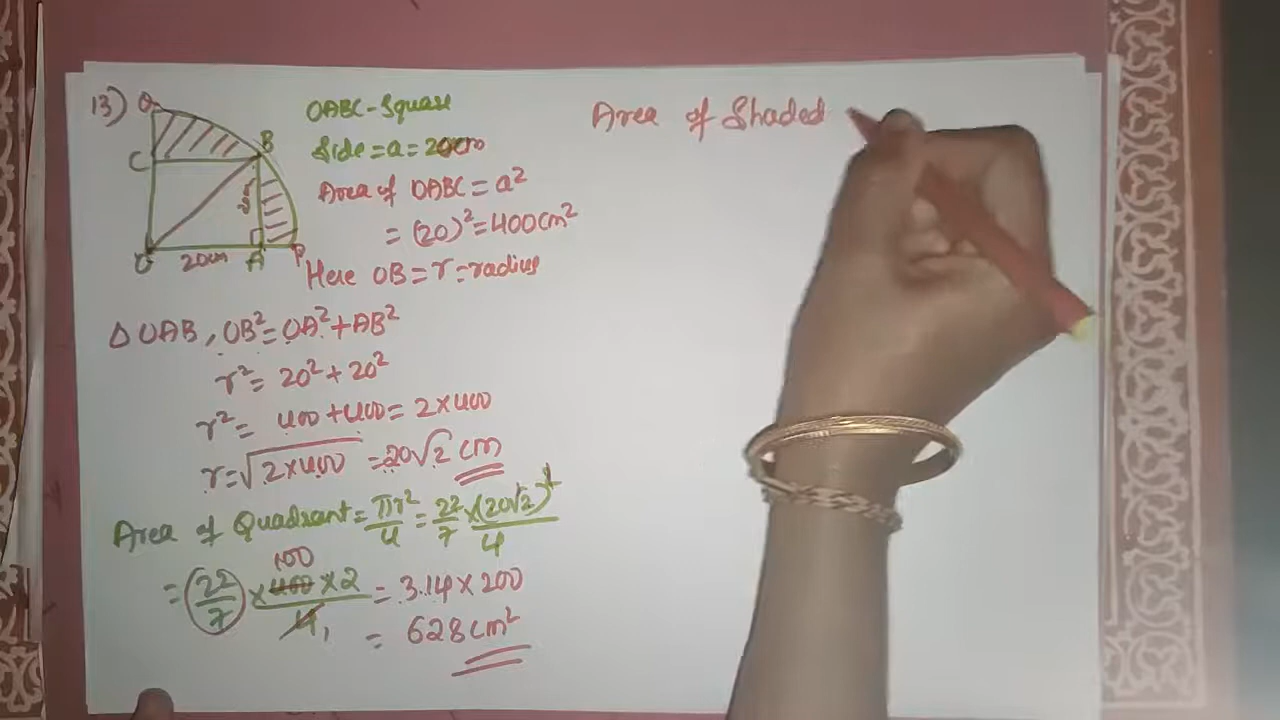 13)
Q
C
B
20cm
O
20cm
A
P
OABC - Square
Side = a = 20cm
Area of OABC = a²
= (20)² = 400cm²
Here OB = r = radius
Δ OAB, OB² = OA² + AB²
r² = 20² + 20²
r² = 400 + 400 = 2×400
r = √2×400 = 20√2 cm
Area of Quadrant = πr²/4 = 22/7 × (20√2)²/4
100
= (22/7) × 400×2/4 1 = 3.14 × 200
= 628cm²
Area of Shaded